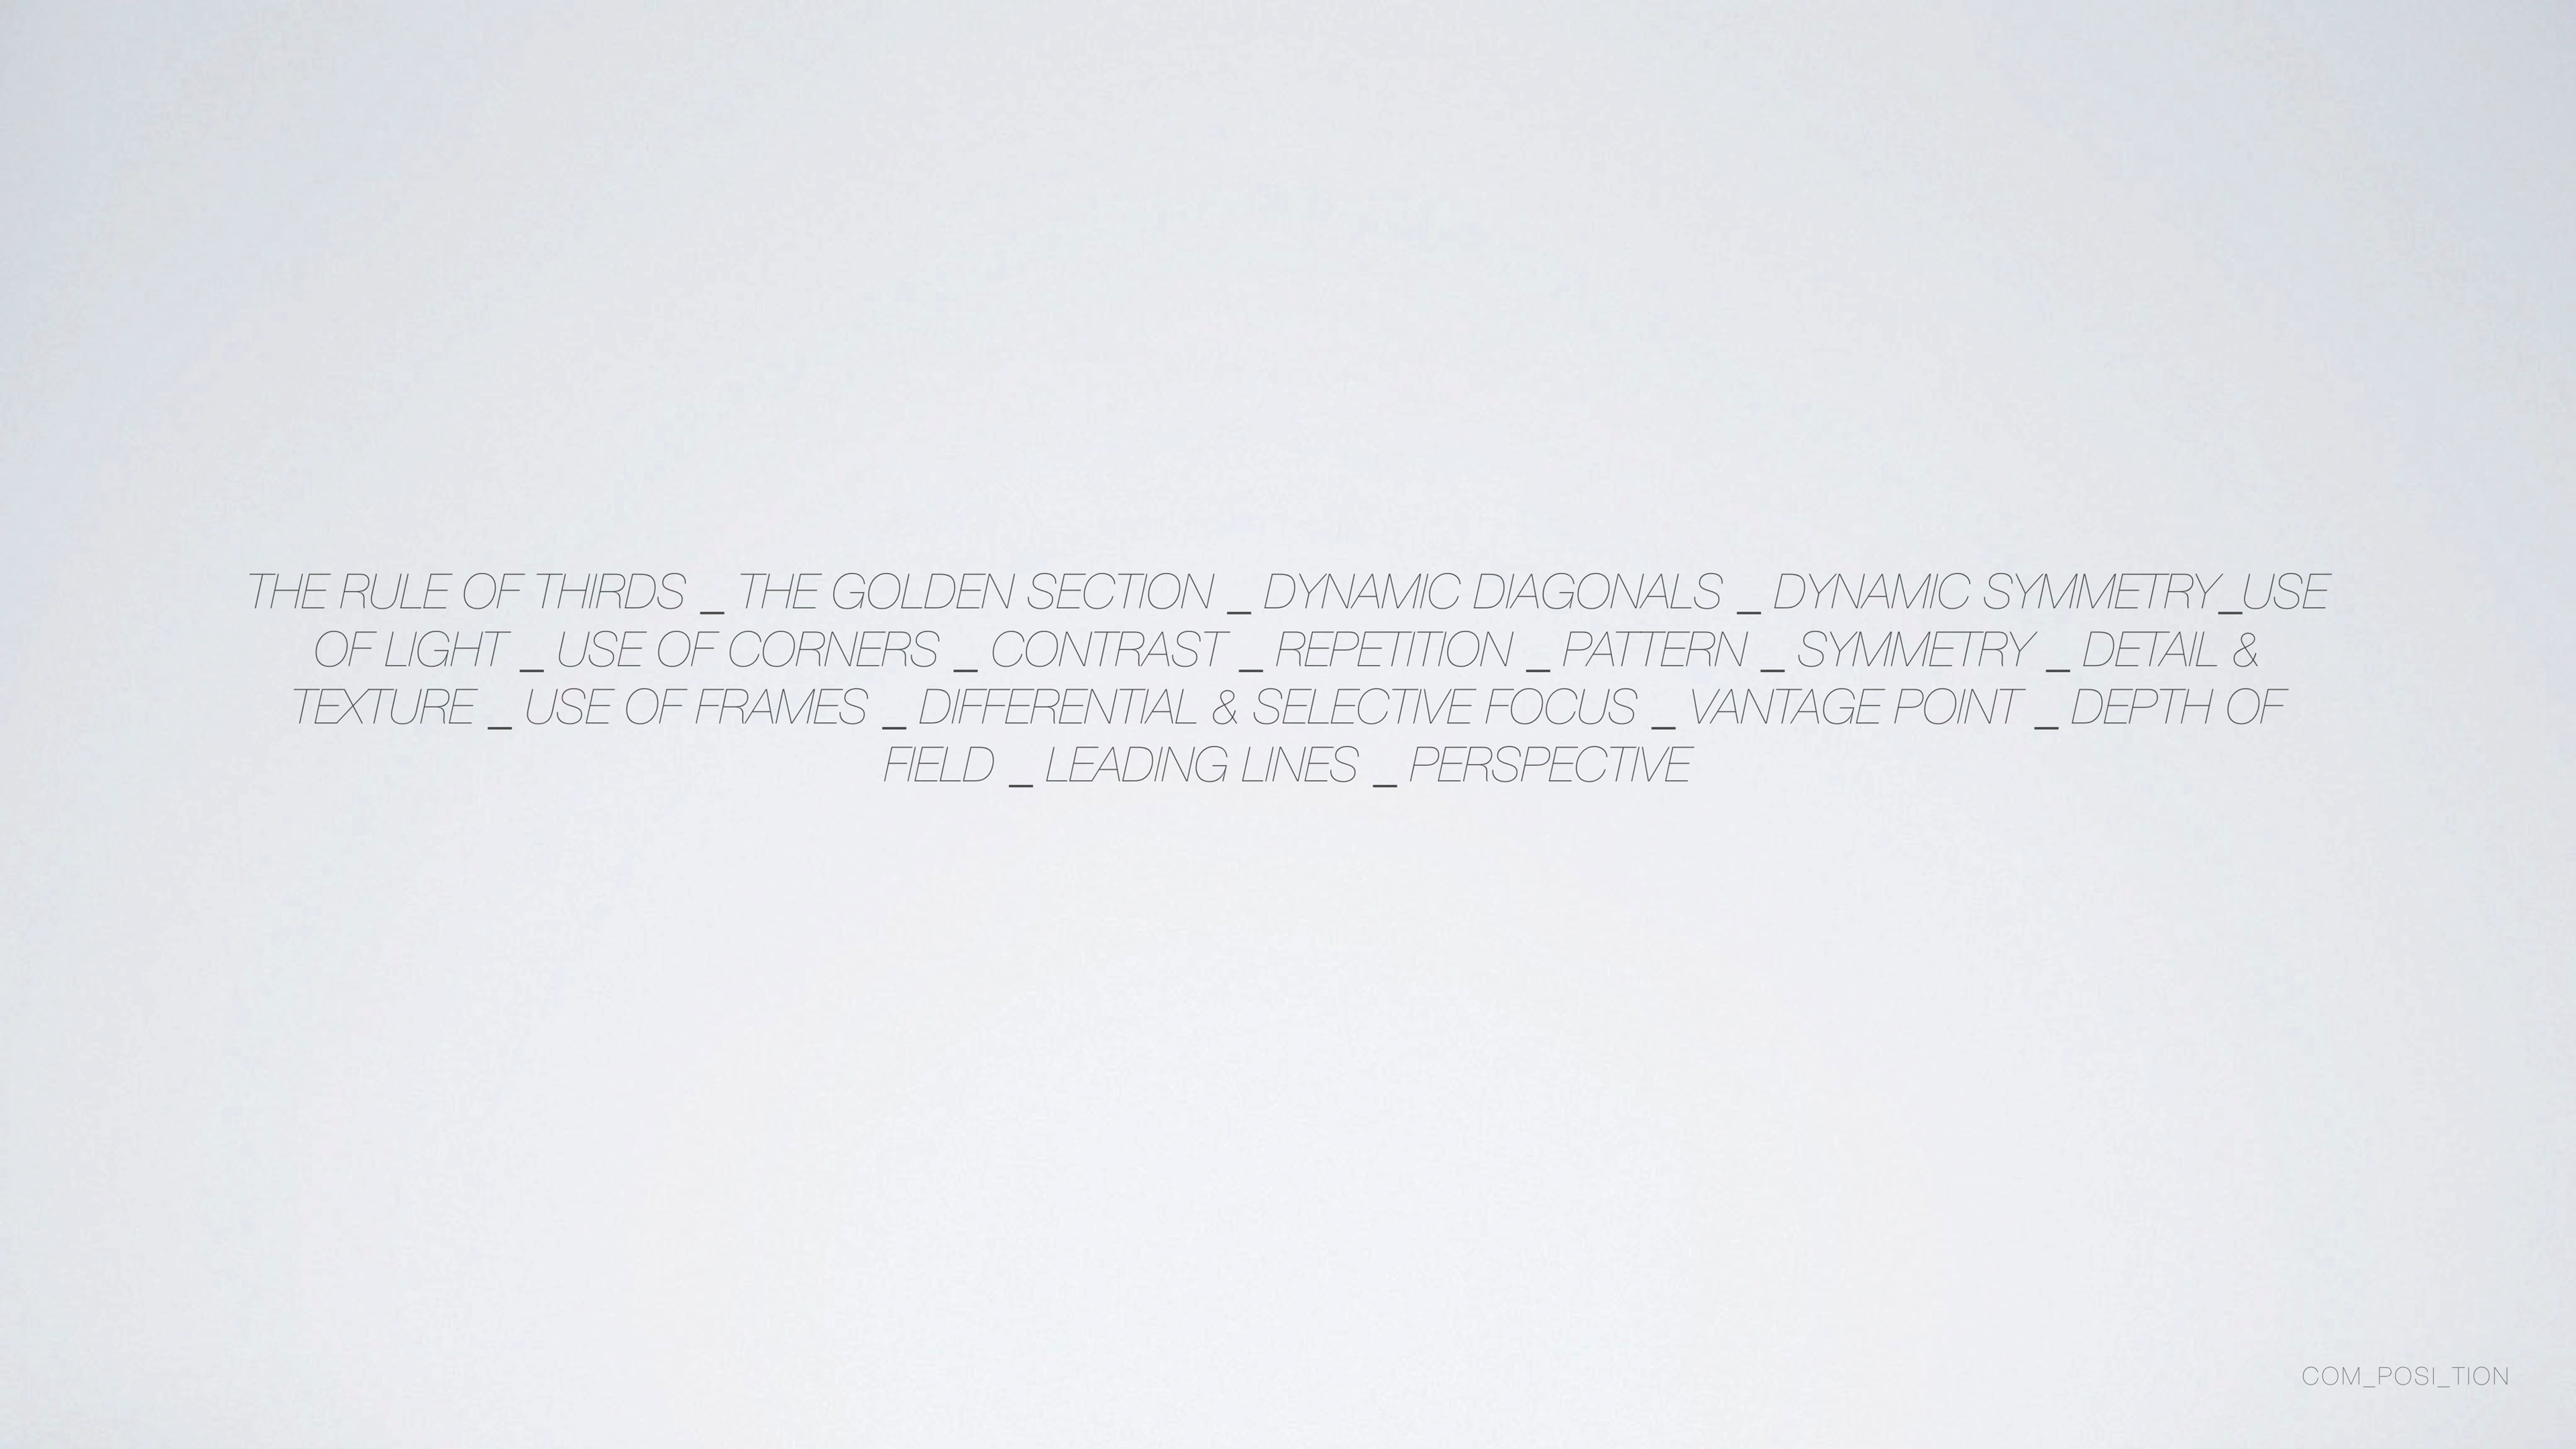 THE RULE OF THIRDS _ THE GOLDEN SECTION _ DYNAMIC DIAGONALS _ DYNAMIC SYMMETRY_USE
OF LIGHT _ USE OF CORNERS _ CONTRAST _ REPETITION _ PATTERN _ SYMMETRY _ DETAIL &
TEXTURE _ USE OF FRAMES _ DIFFERENTIAL & SELECTIVE FOCUS _ VANTAGE POINT _ DEPTH OF
FIELD _ LEADING LINES _ PERSPECTIVE
COM_POSI_TION